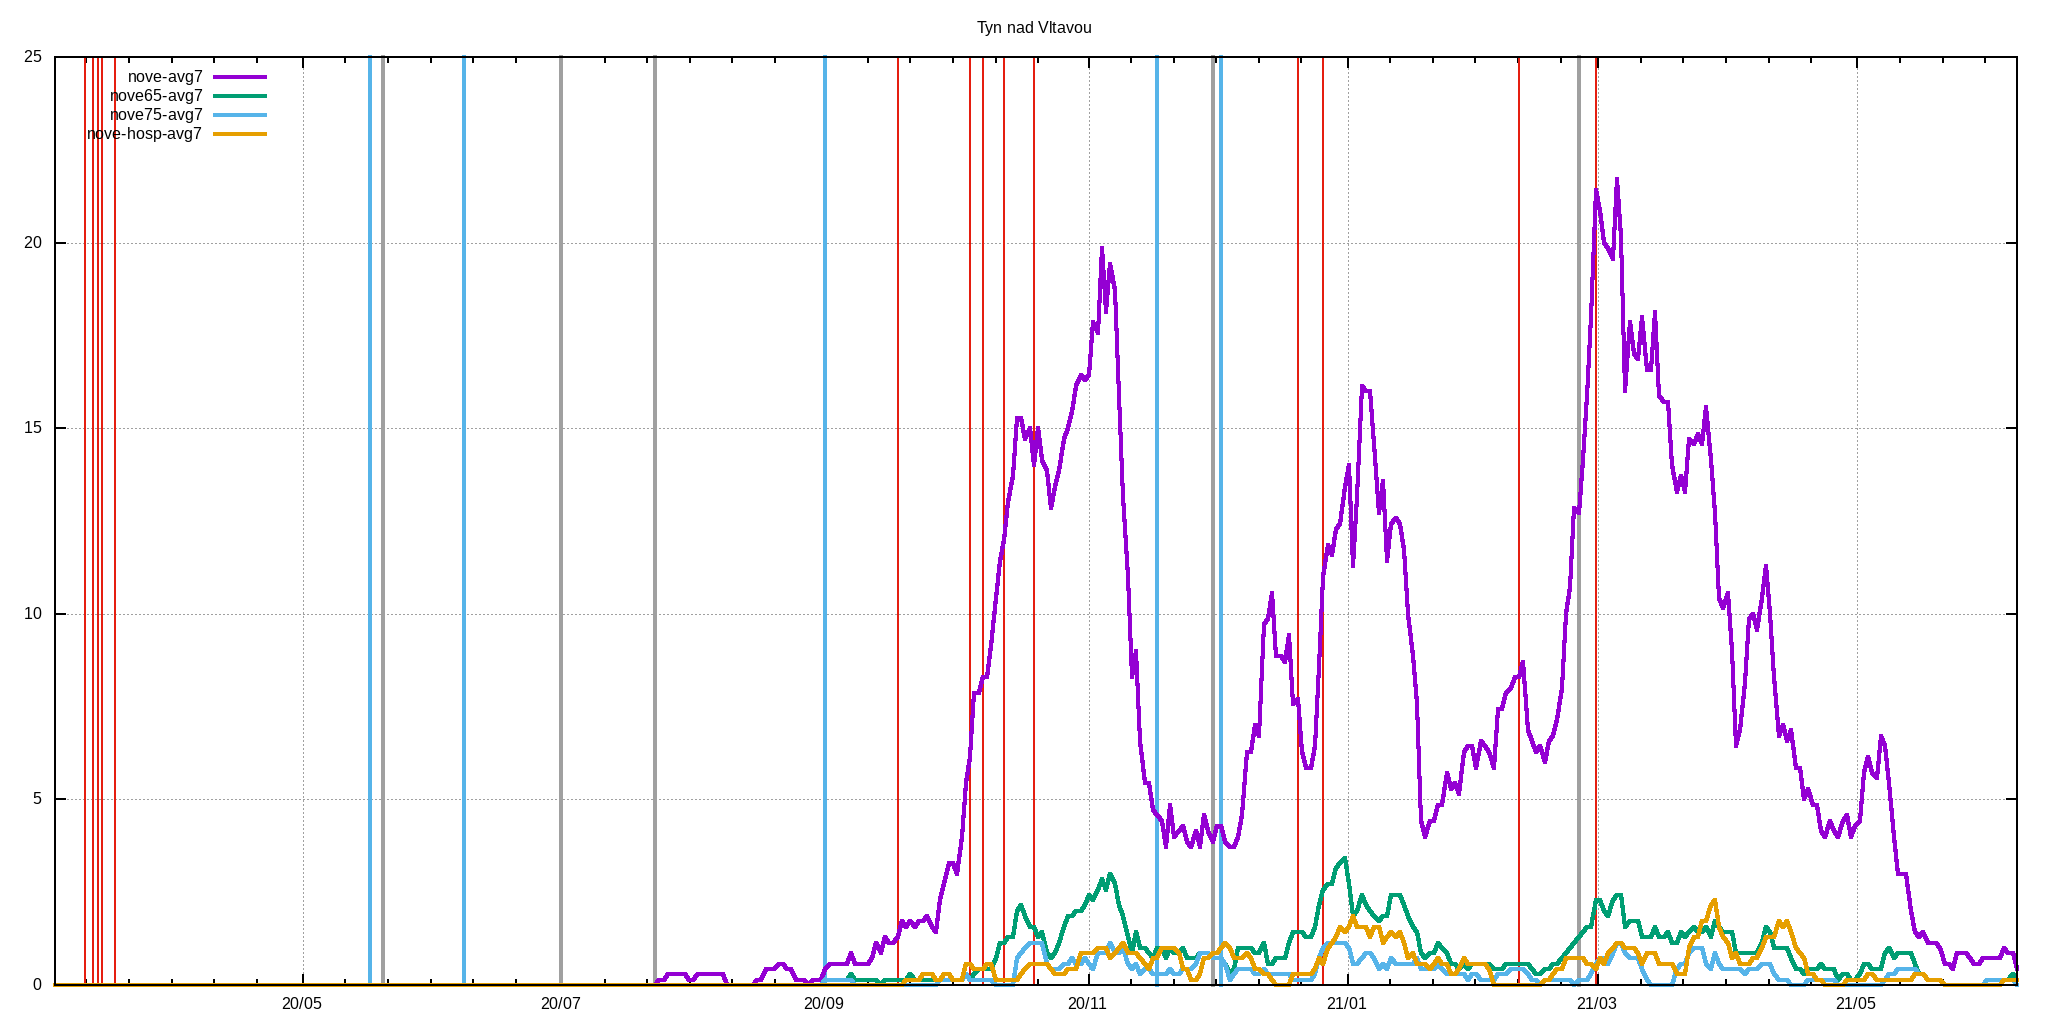 Tyn nad Vltavou
25
nove-avg7
nove65-avg7
nove75-avg7
nove-hosp-avg7
20
15
10
5
0
20/05 20/07 20/09 20/11 21/01 21/03 21/05